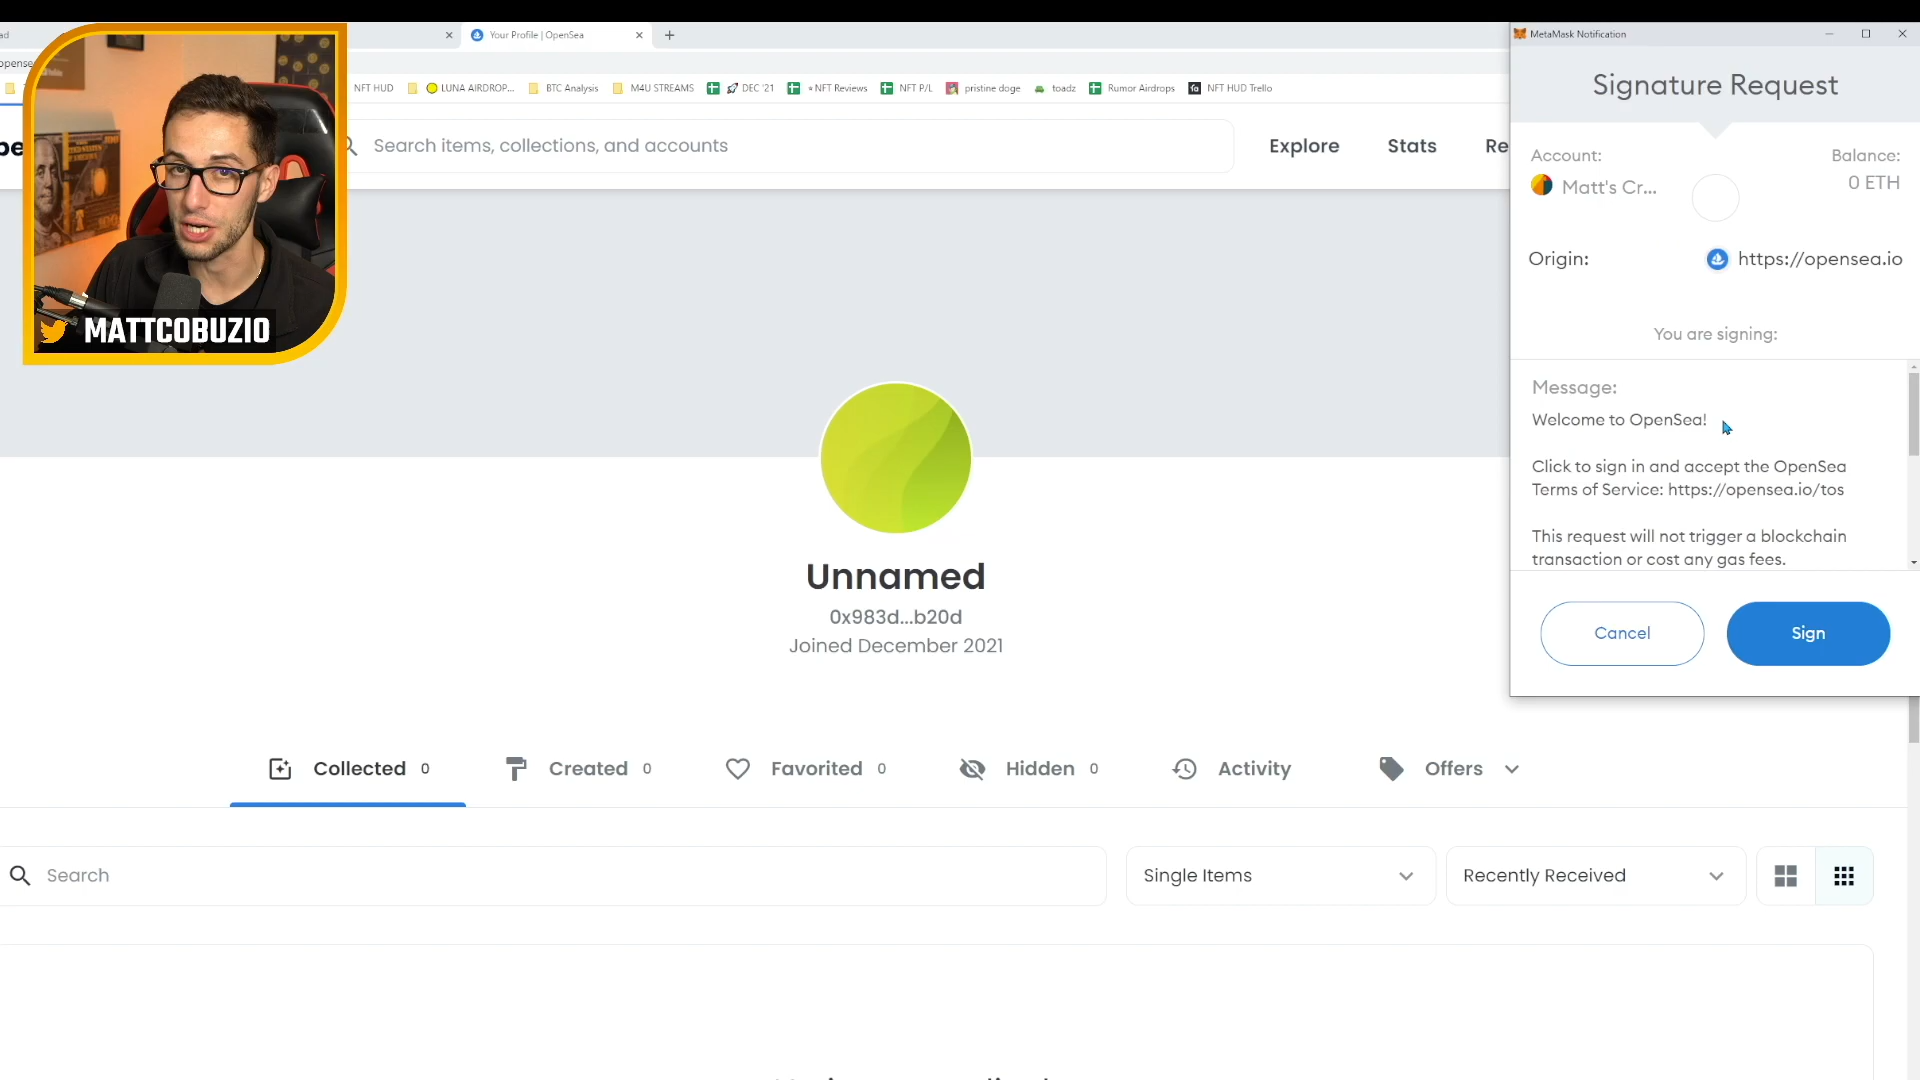 ad
Your Profile | OpenSea
MetaMask Notification
opense
NFT HUD
LUNA AIRDROP...
BTC Analysis
M4U STREAMS
DEC '21
NFT Reviews
NFT P/L
pristine doge
toadz
Rumor Airdrops
NFT HUD Trello
Search items, collections, and accounts
Explore
Stats
Re
MATTCOBUZIO
Signature Request
Account:
Balance:
Matt's Cr...
0 ETH
Origin:
https://opensea.io
You are signing:
Message:
Welcome to OpenSea!
Click to sign in and accept the OpenSea
Terms of Service: https://opensea.io/tos
This request will not trigger a blockchain
transaction or cost any gas fees.
Cancel
Sign
Unnamed
0x983d...b20d
Joined December 2021
Collected 0
Created 0
Favorited 0
Hidden 0
Activity
Offers
Search
Single Items
Recently Received